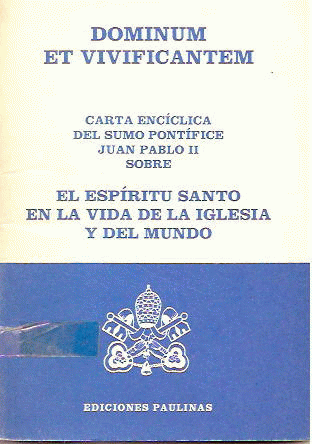 DOMINUM
ET VIVIFICANTEM
CARTA ENCÍCLICA
DEL SUMO PONTÍFICE
JUAN PABLO II
SOBRE
EL ESPÍRITU SANTO
EN LA VIDA DE LA IGLESIA
Y DEL MUNDO
EDICIONES PAULINAS